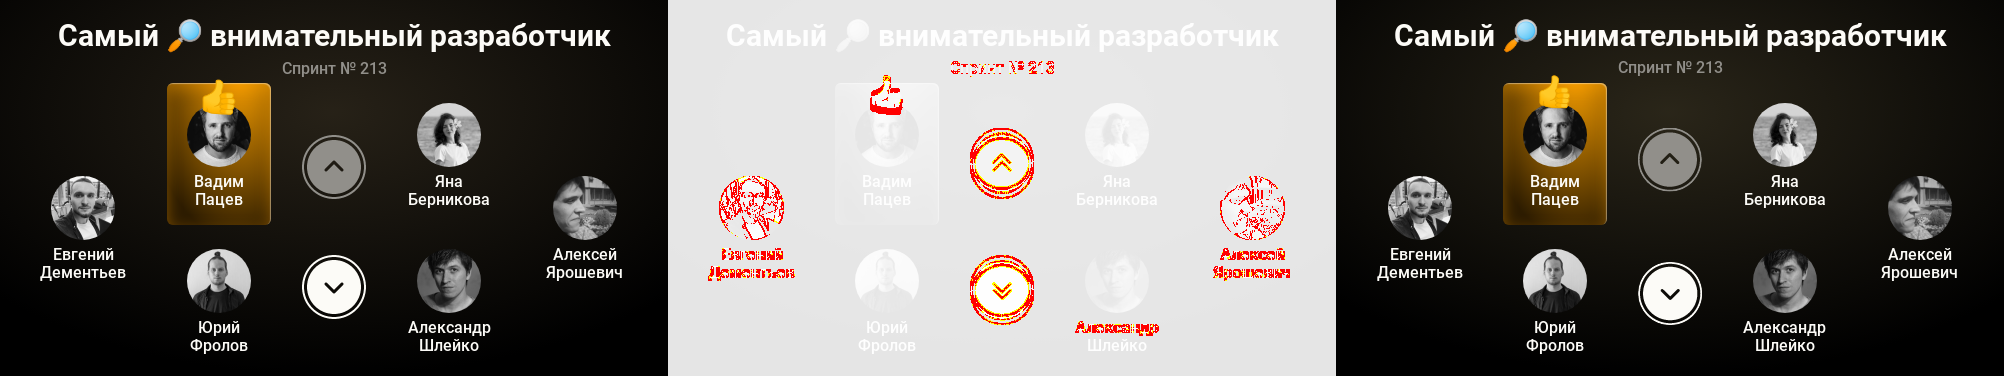 Самый 🔎 внимательный разработчик
Спринт № 213
Вадим
Пацев
Яна
Берникова
Евгений
Дементьев
Алексей
Ярошевич
Юрий
Фролов
Александр
Шлейко
Самый 🔎 внимательный разработчик
Спринт № 213
Вадим
Пацев
Яна
Берникова
Евгений
Дементьев
Алексей
Ярошевич
Юрий
Фролов
Александр
Шлейко
Самый 🔎 внимательный разработчик
Спринт № 213
Вадим
Пацев
Яна
Берникова
Евгений
Дементьев
Алексей
Ярошевич
Юрий
Фролов
Александр
Шлейко